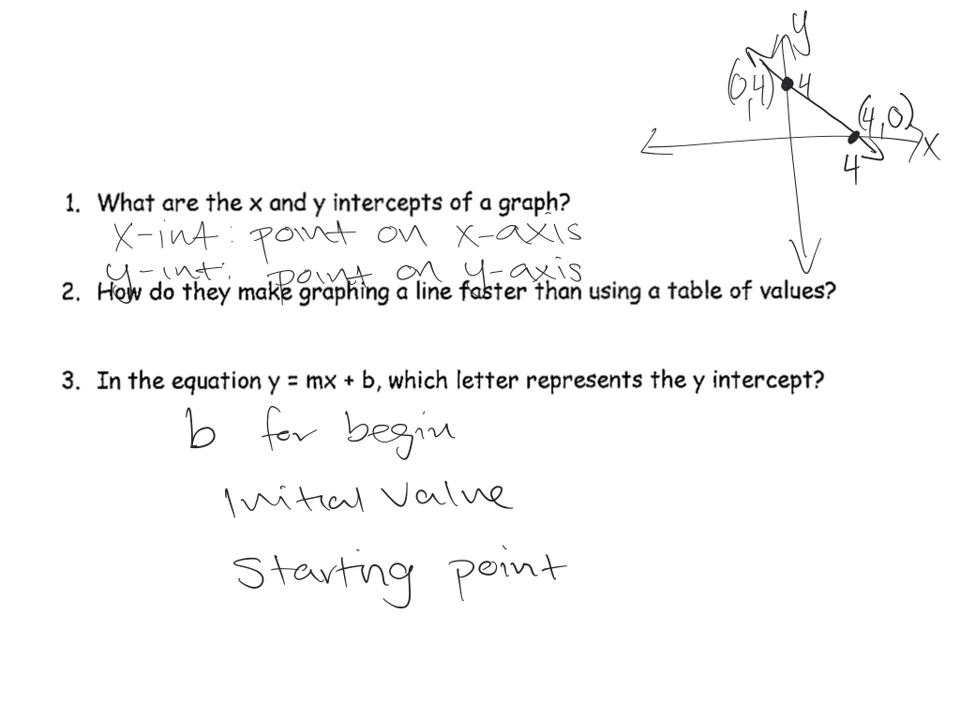 y
(0,4) 4
(4,0)
x
4
1. What are the x and y intercepts of a graph?
x-int: point on x-axis
y-int: point on y-axis
2. How do they make graphing a line faster than using a table of values?
3. In the equation y = mx + b, which letter represents the y intercept?
b for begin
Initial Value
Starting point